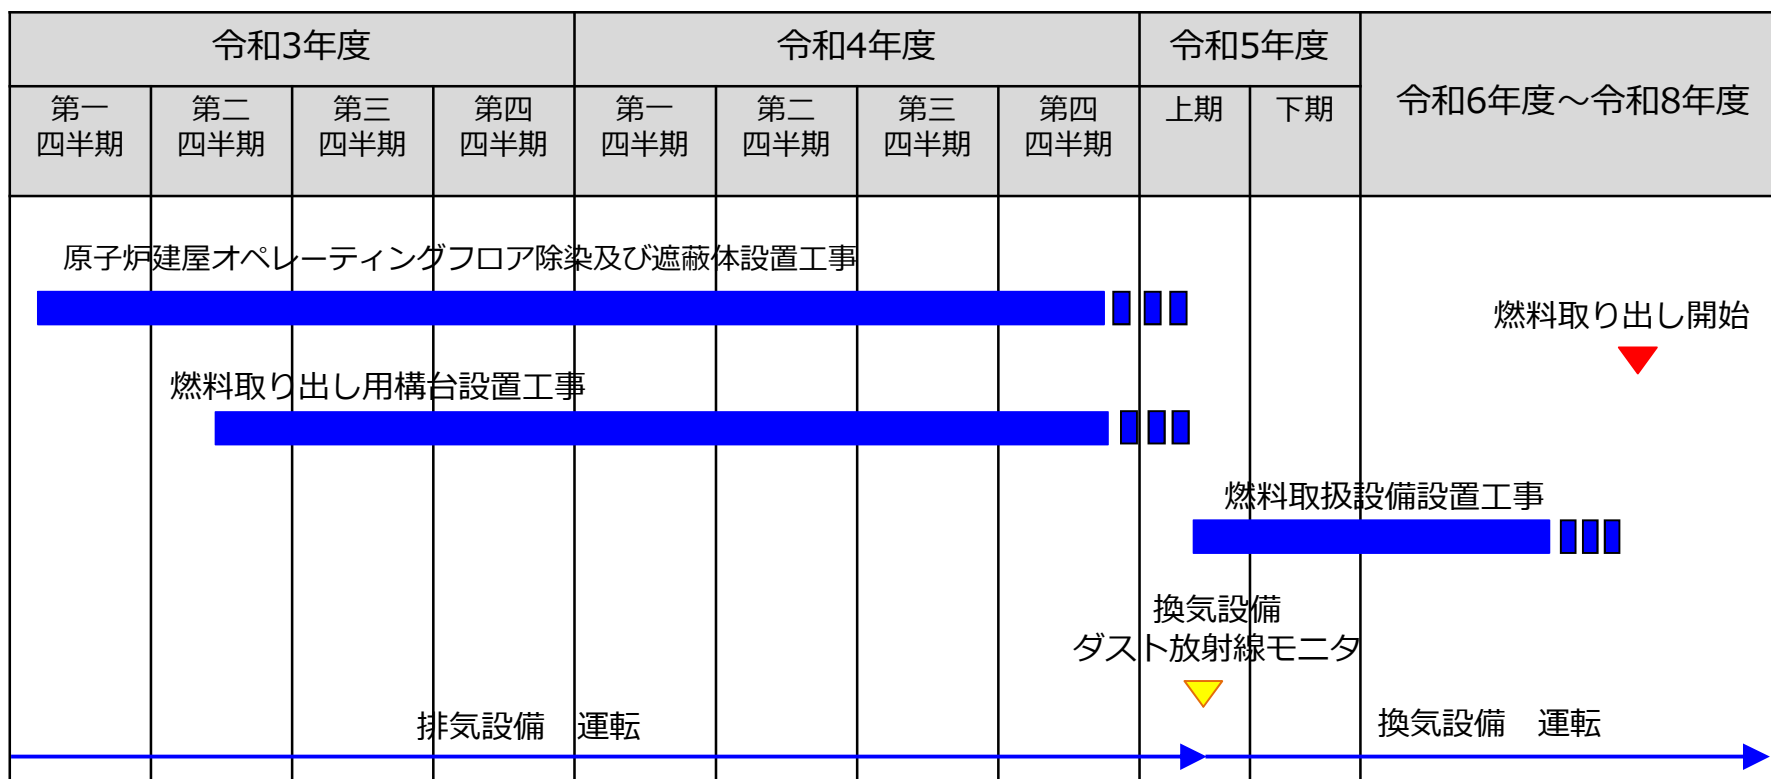 令和3年度
令和4年度
令和5年度
令和6年度～令和8年度
第一
四半期
第二
四半期
第三
四半期
第四
四半期
第一
四半期
第二
四半期
第三
四半期
第四
四半期
上期
下期
原子炉建屋オペレーティングフロア除染及び遮蔽体設置工事
燃料取り出し開始
燃料取り出し用構台設置工事
燃料取扱設備設置工事
換気設備
ダスト放射線モニタ
排気設備　運転
換気設備　運転